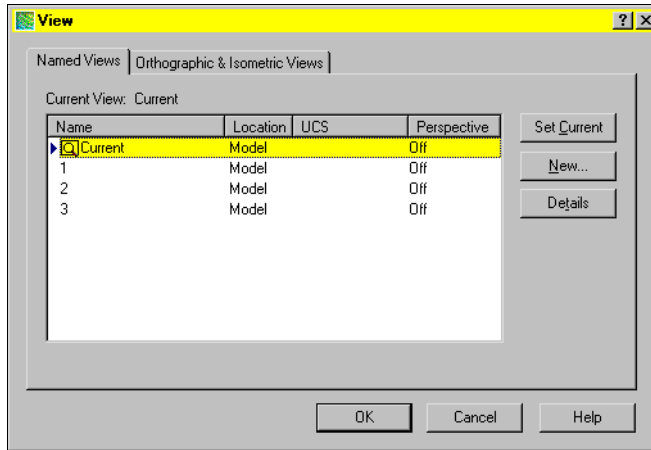 View
Named Views Orthographic & Isometric Views
Current View: Current
Name Location UCS Perspective
Current Model Off
1 Model Off
2 Model Off
3 Model Off
Set Current
New...
Details
OK Cancel Help